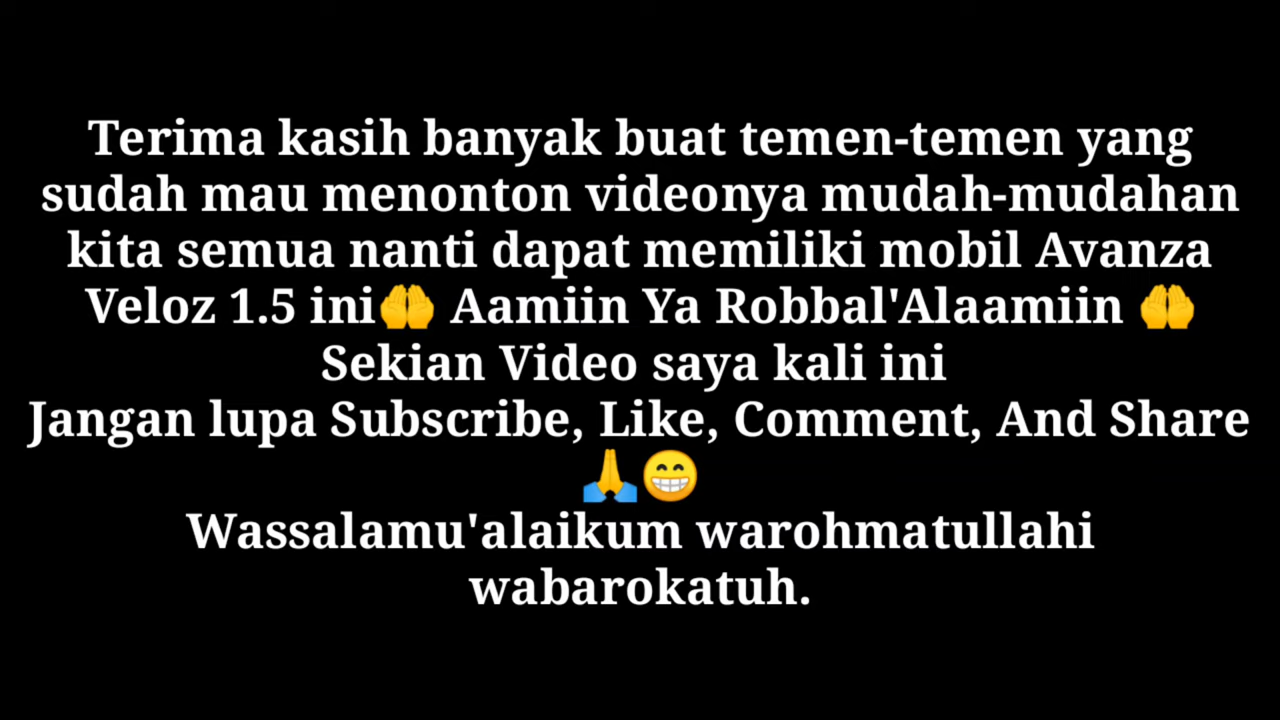 Terima kasih banyak buat temen-temen yang
sudah mau menonton videonya mudah-mudahan
kita semua nanti dapat memiliki mobil Avanza
Veloz 1.5 ini🤲 Aamiin Ya Robbal'Alaamiin 🤲
Sekian Video saya kali ini
Jangan lupa Subscribe, Like, Comment, And Share
🙏😁
Wassalamu'alaikum warohmatullahi
wabarokatuh.